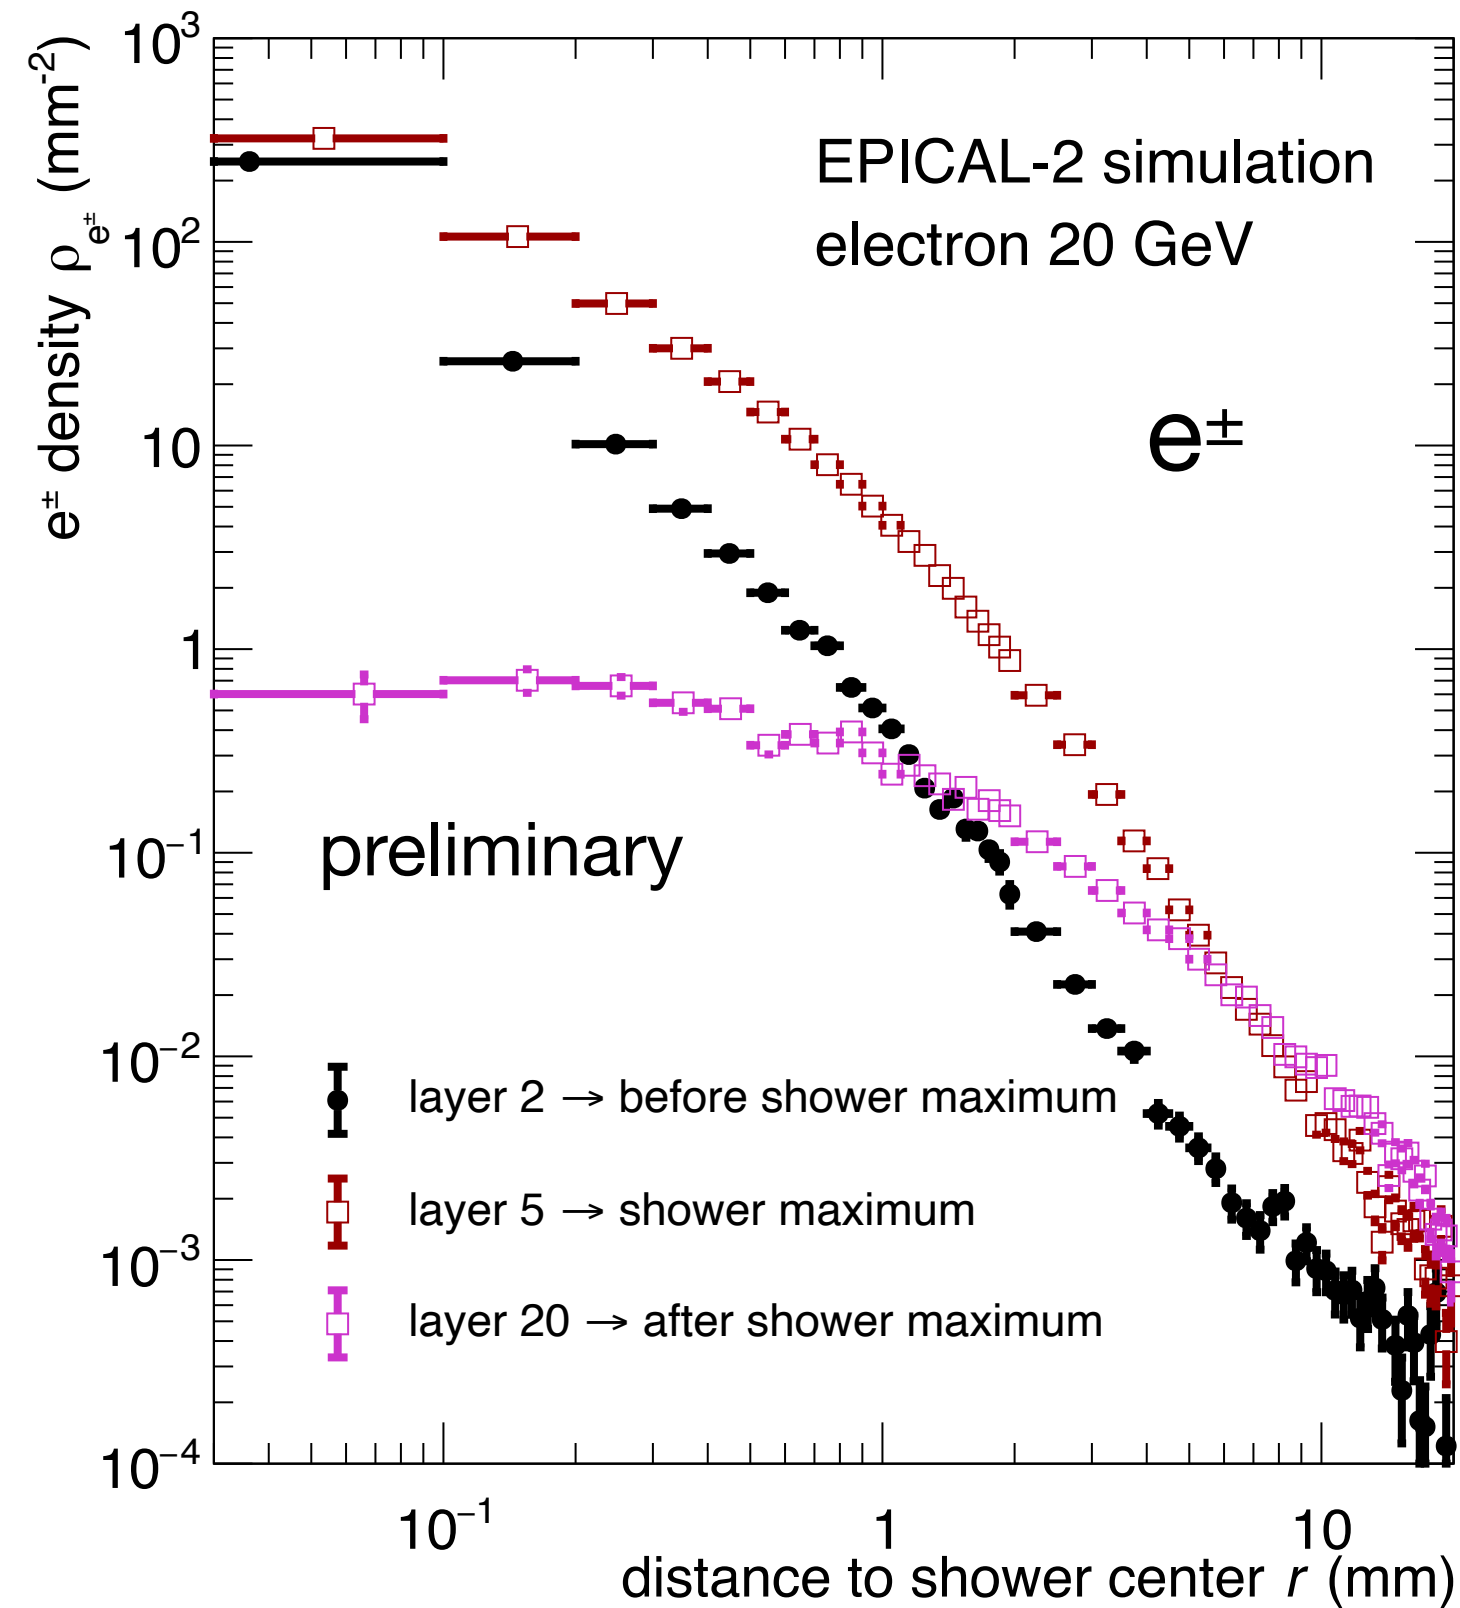 e± density ρe± (mm-2)
10³
10²
10
1
10⁻¹
10⁻²
10⁻³
10⁻⁴
EPICAL-2 simulation
electron 20 GeV
e±
preliminary
layer 2 → before shower maximum
layer 5 → shower maximum
layer 20 → after shower maximum
10⁻¹ 1 10
distance to shower center r (mm)